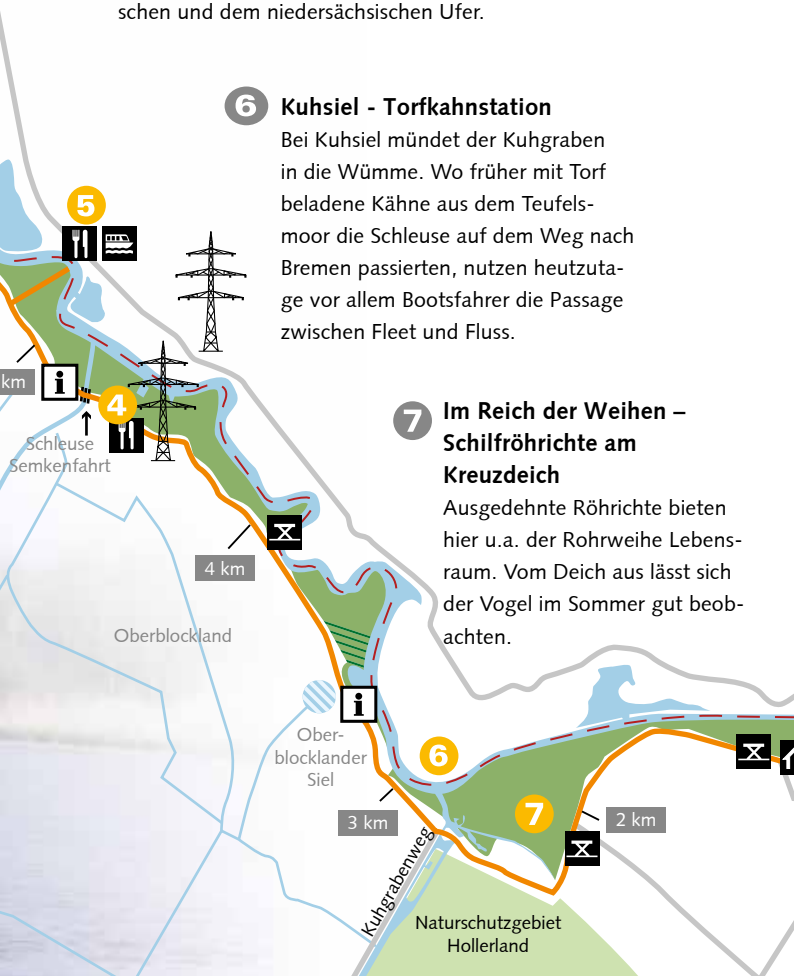 schen und dem niedersächsischen Ufer.
6 Kuhsiel - Torfkahnstation
Bei Kuhsiel mündet der Kuhgraben
in die Wümme. Wo früher mit Torf
beladene Kähne aus dem Teufels-
moor die Schleuse auf dem Weg nach
Bremen passierten, nutzen heutzuta-
ge vor allem Bootsfahrer die Passage
zwischen Fleet und Fluss.
7 Im Reich der Weihen –
Schilfröhrichte am
Kreuzdeich
Ausgedehnte Röhrichte bieten
hier u.a. der Rohrweihe Lebens-
raum. Vom Deich aus lässt sich
der Vogel im Sommer gut beob-
achten.
5
km
i
4
Schleuse
Semkenfahrt
4 km
Oberblockland
i
Ober-
blocklander
Siel
6
3 km
7
2 km
Kuhgrabenweg
Naturschutzgebiet
Hollerland